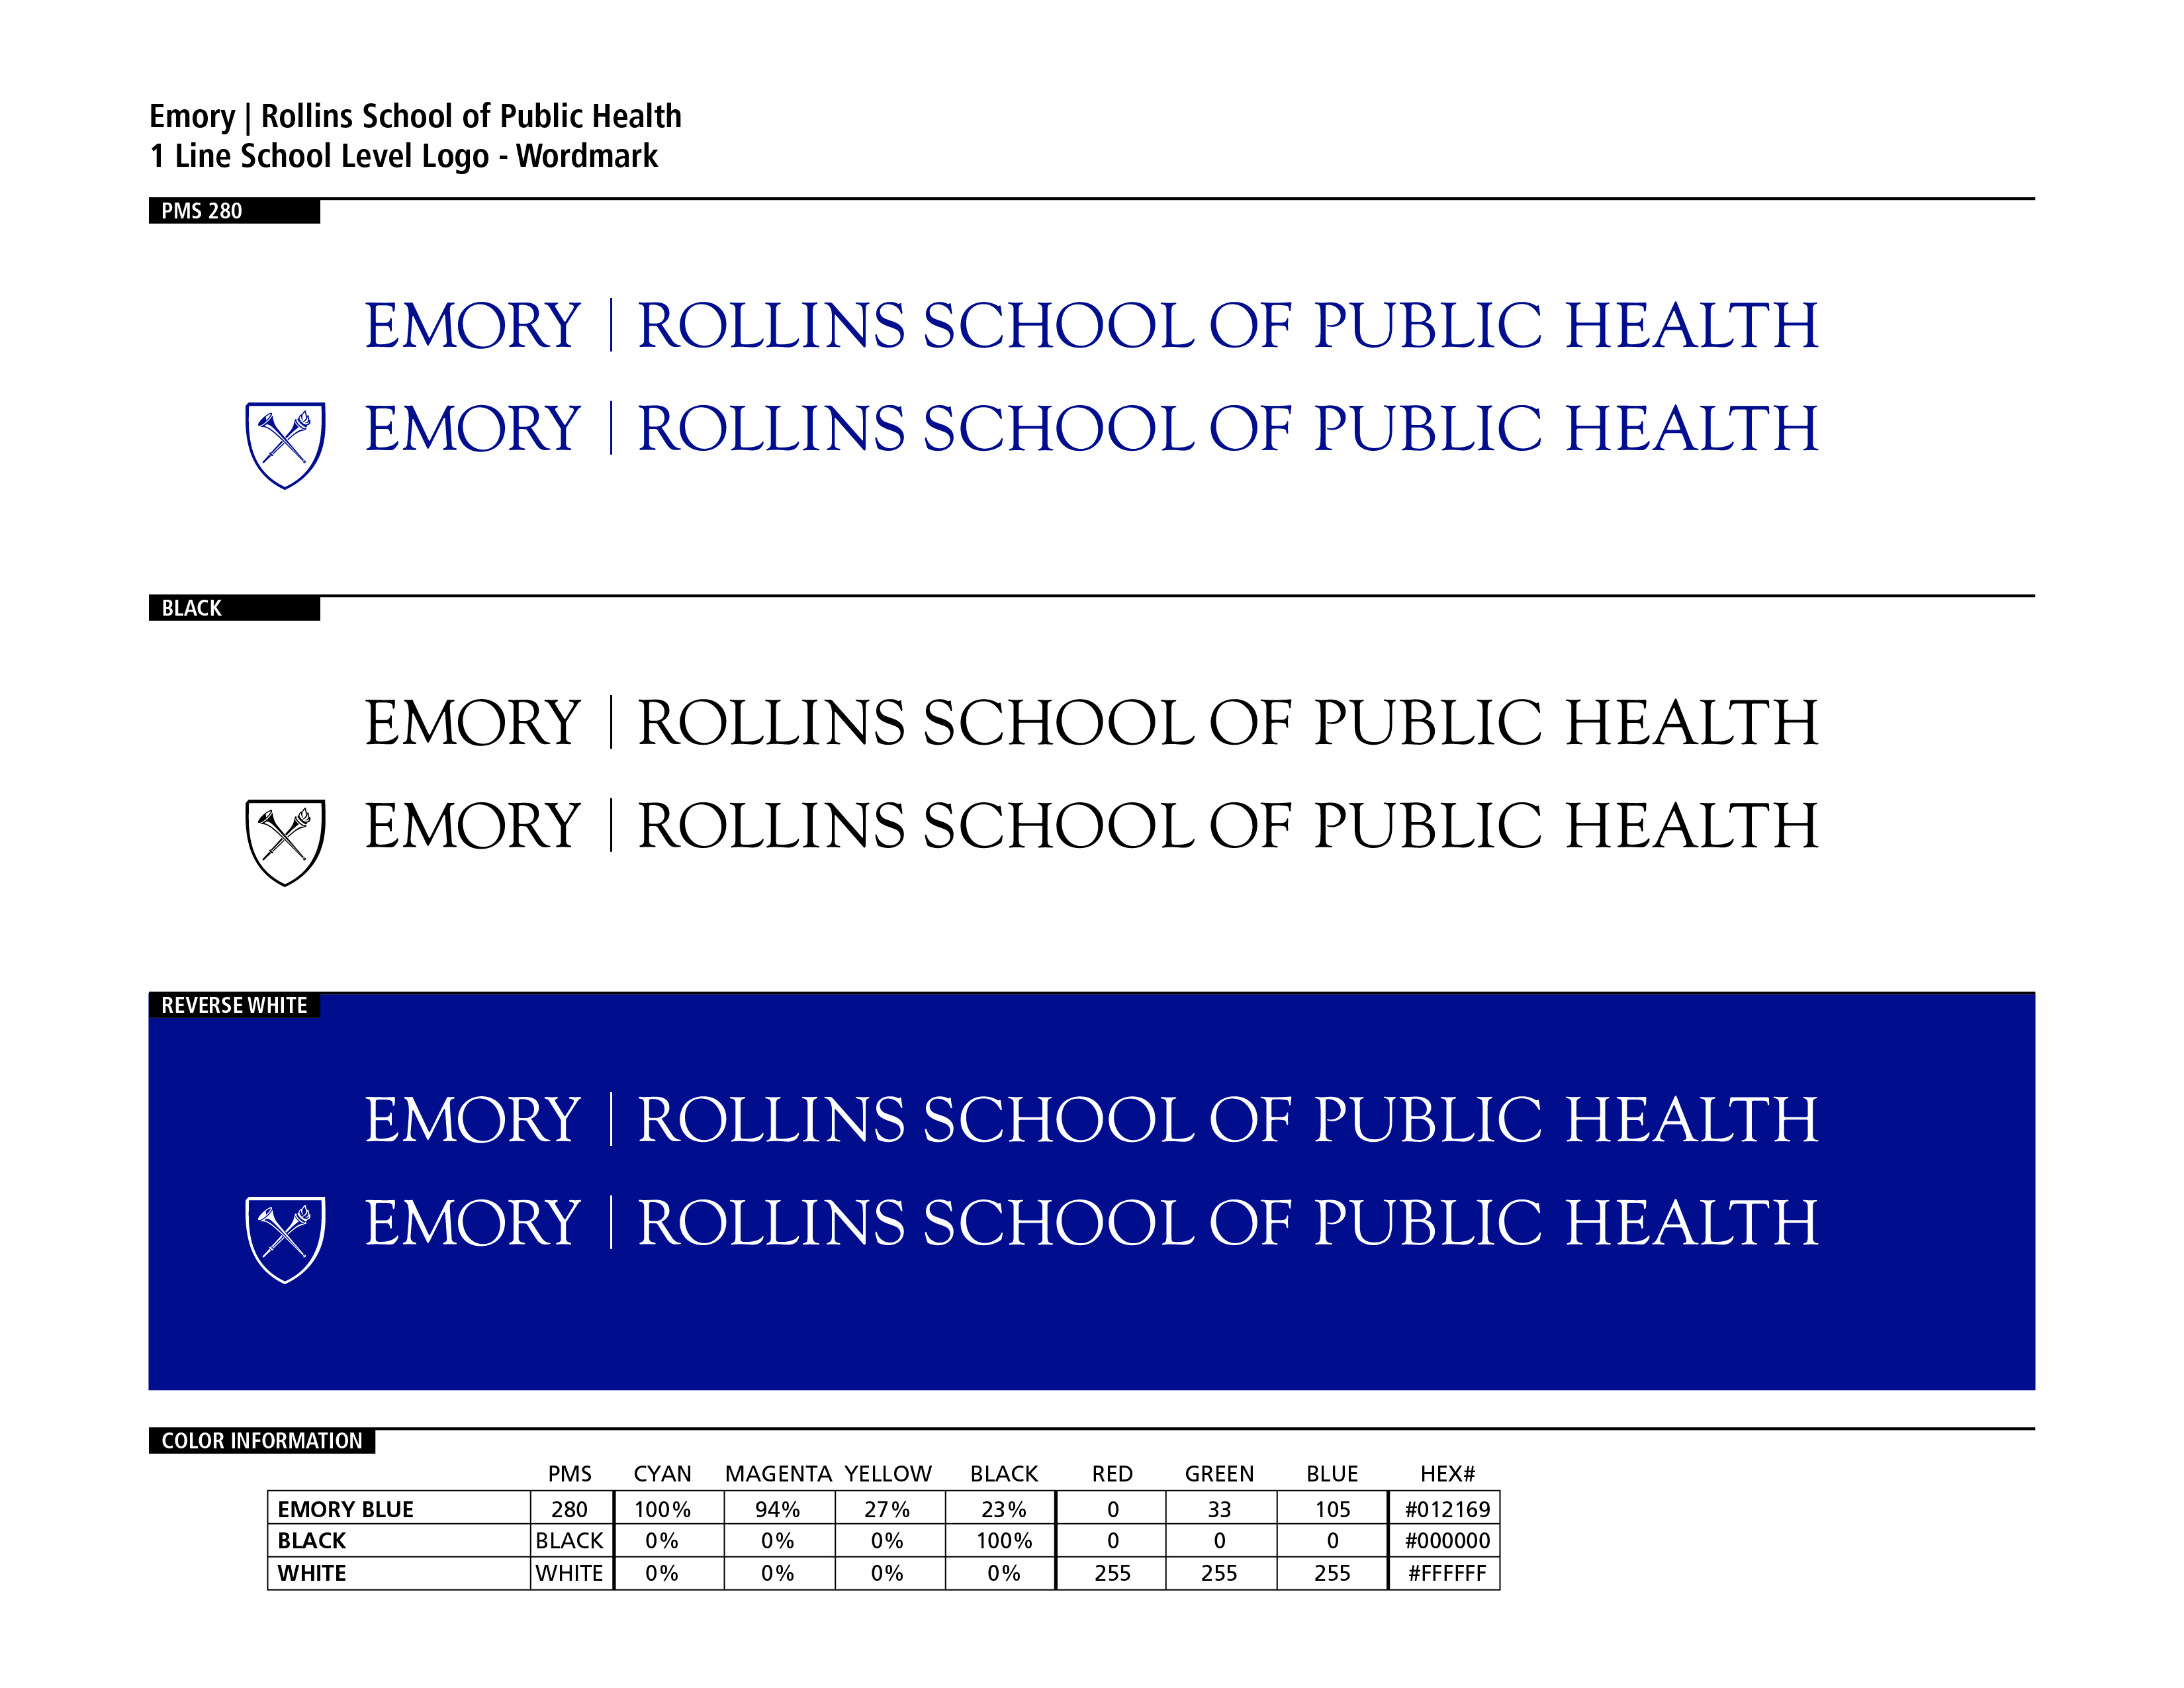 Emory | Rollins School of Public Health
1 Line School Level Logo - Wordmark
PMS 280
EMORY | ROLLINS SCHOOL OF PUBLIC HEALTH
EMORY | ROLLINS SCHOOL OF PUBLIC HEALTH
BLACK
EMORY | ROLLINS SCHOOL OF PUBLIC HEALTH
EMORY | ROLLINS SCHOOL OF PUBLIC HEALTH
REVERSE WHITE
EMORY | ROLLINS SCHOOL OF PUBLIC HEALTH
EMORY | ROLLINS SCHOOL OF PUBLIC HEALTH
COLOR INFORMATION
PMS CYAN MAGENTA YELLOW BLACK RED GREEN BLUE HEX#
EMORY BLUE 280 100% 94% 27% 23% 0 33 105 #012169
BLACK BLACK 0% 0% 0% 100% 0 0 0 #000000
WHITE WHITE 0% 0% 0% 0% 255 255 255 #FFFFFF